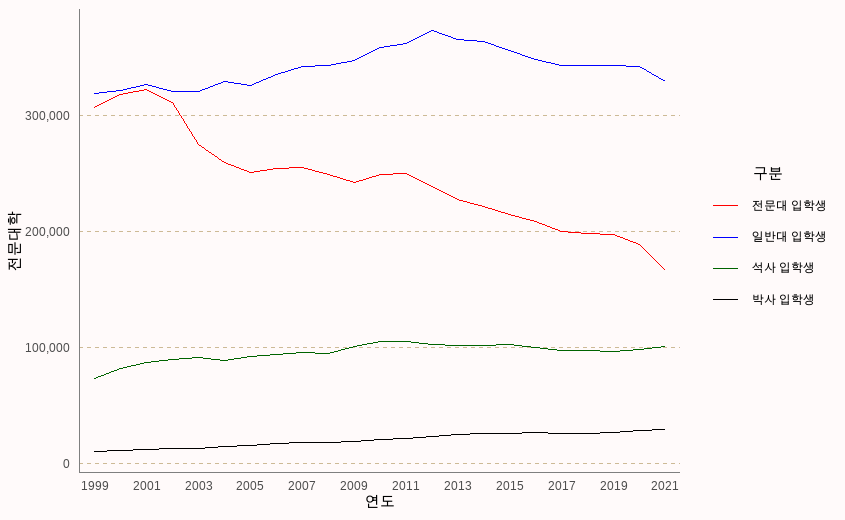 300,000
200,000
100,000
0
전문대학
1999 2001 2003 2005 2007 2009 2011 2013 2015 2017 2019 2021
연도
구분
전문대 입학생
일반대 입학생
석사 입학생
박사 입학생